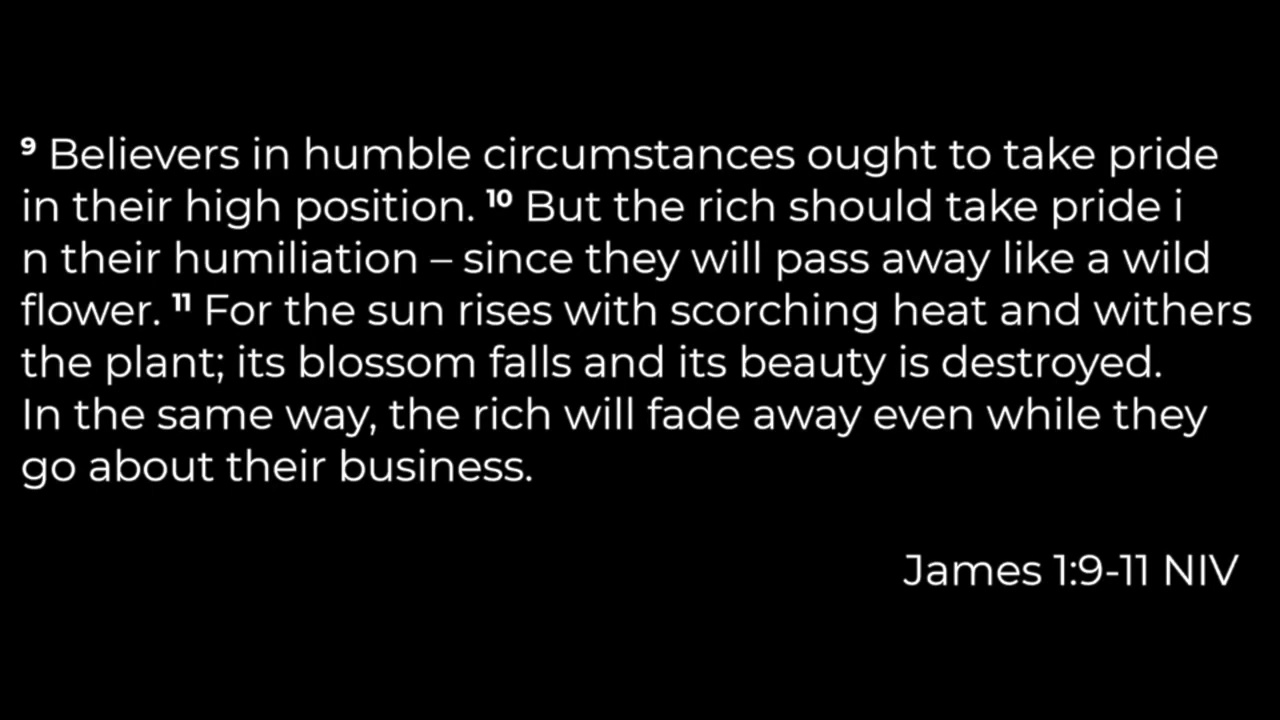 ⁹ Believers in humble circumstances ought to take pride
in their high position. ¹⁰ But the rich should take pride i
n their humiliation – since they will pass away like a wild
flower. ¹¹ For the sun rises with scorching heat and withers
the plant; its blossom falls and its beauty is destroyed.
In the same way, the rich will fade away even while they
go about their business.
James 1:9-11 NIV